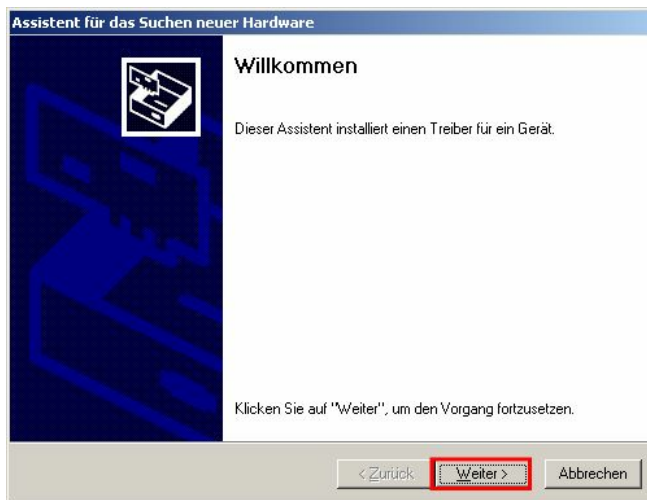 Assistent für das Suchen neuer Hardware
Willkommen
Dieser Assistent installiert einen Treiber für ein Gerät.
Klicken Sie auf "Weiter", um den Vorgang fortzusetzen.
< Zurück Weiter > Abbrechen